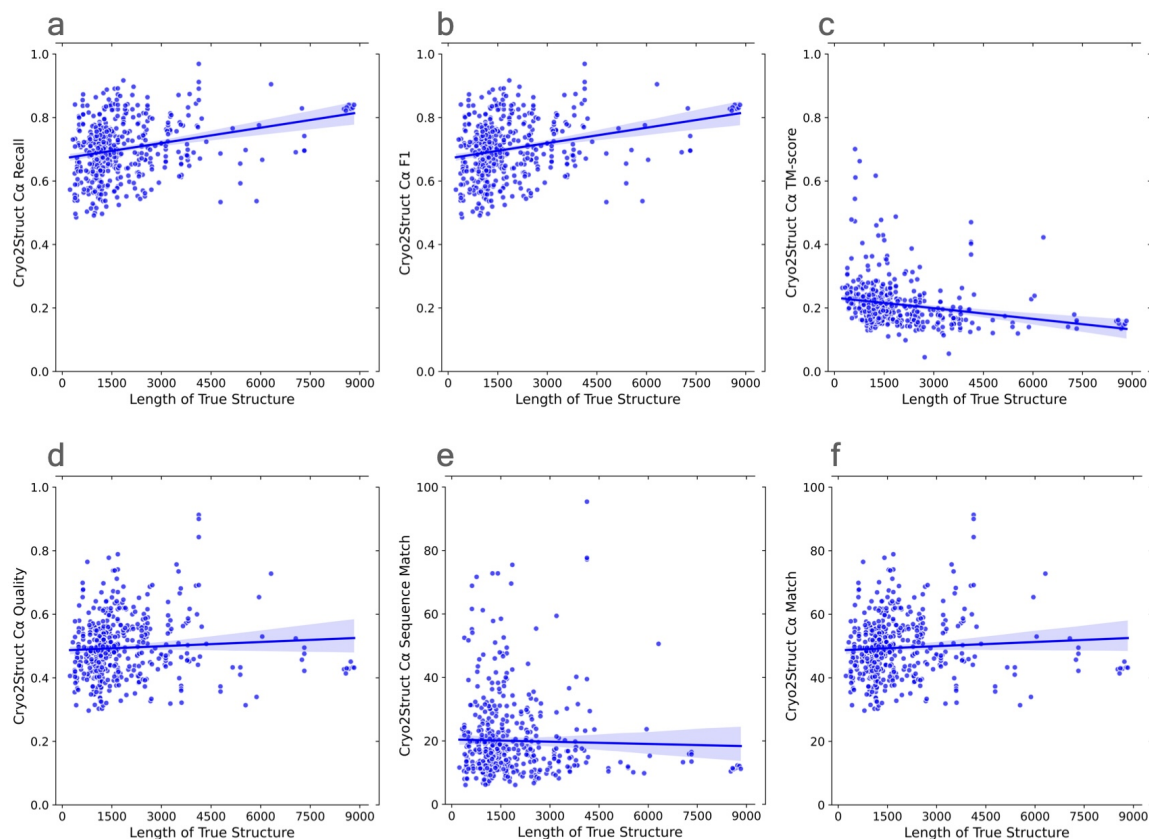 a
b
c
1.0
0.8
0.6
0.4
0.2
0.0
Cryo2Struct Cα Recall
0 1500 3000 4500 6000 7500 9000
Length of True Structure
1.0
0.8
0.6
0.4
0.2
0.0
Cryo2Struct Cα F1
0 1500 3000 4500 6000 7500 9000
Length of True Structure
1.0
0.8
0.6
0.4
0.2
0.0
Cryo2Struct Cα TM-score
0 1500 3000 4500 6000 7500 9000
Length of True Structure
d
e
f
1.0
0.8
0.6
0.4
0.2
0.0
Cryo2Struct Cα Quality
0 1500 3000 4500 6000 7500 9000
Length of True Structure
100
80
60
40
20
0
Cryo2Struct Cα Sequence Match
0 1500 3000 4500 6000 7500 9000
Length of True Structure
100
80
60
40
20
0
Cryo2Struct Cα Match
0 1500 3000 4500 6000 7500 9000
Length of True Structure